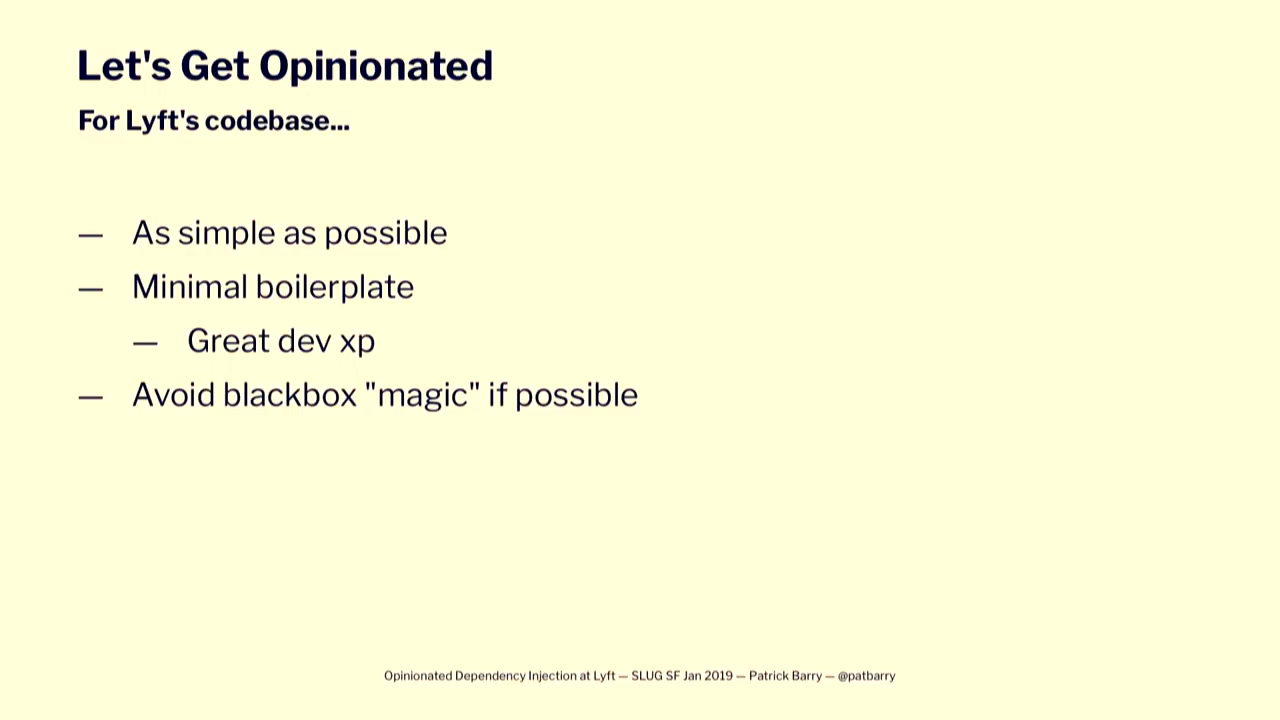 Let's Get Opinionated
For Lyft's codebase...
— As simple as possible
— Minimal boilerplate
— Great dev xp
— Avoid blackbox "magic" if possible
Opinionated Dependency Injection at Lyft — SLUG SF Jan 2019 — Patrick Barry — @patbarry